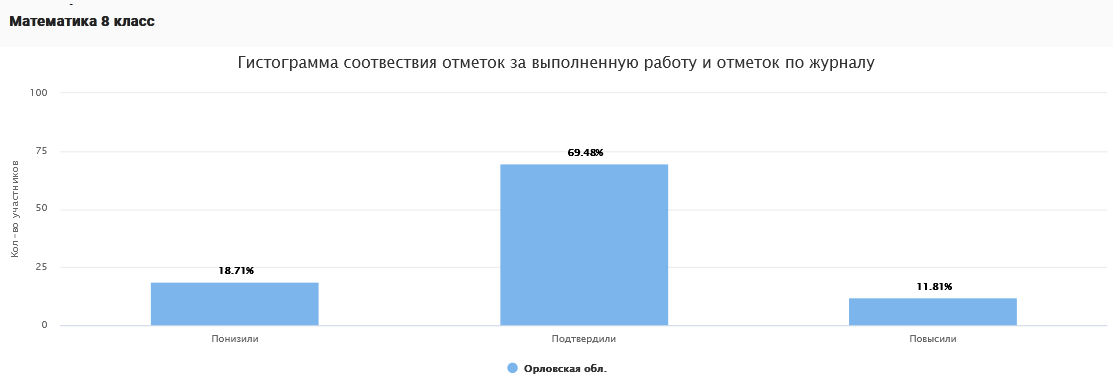 Математика 8 класс
Гистограмма соотвествия отметок за выполненную работу и отметок по журналу
Кол-во участников
100
75
50
25
0
18.71%
69.48%
11.81%
Понизили
Подтвердили
Повысили
Орловская обл.